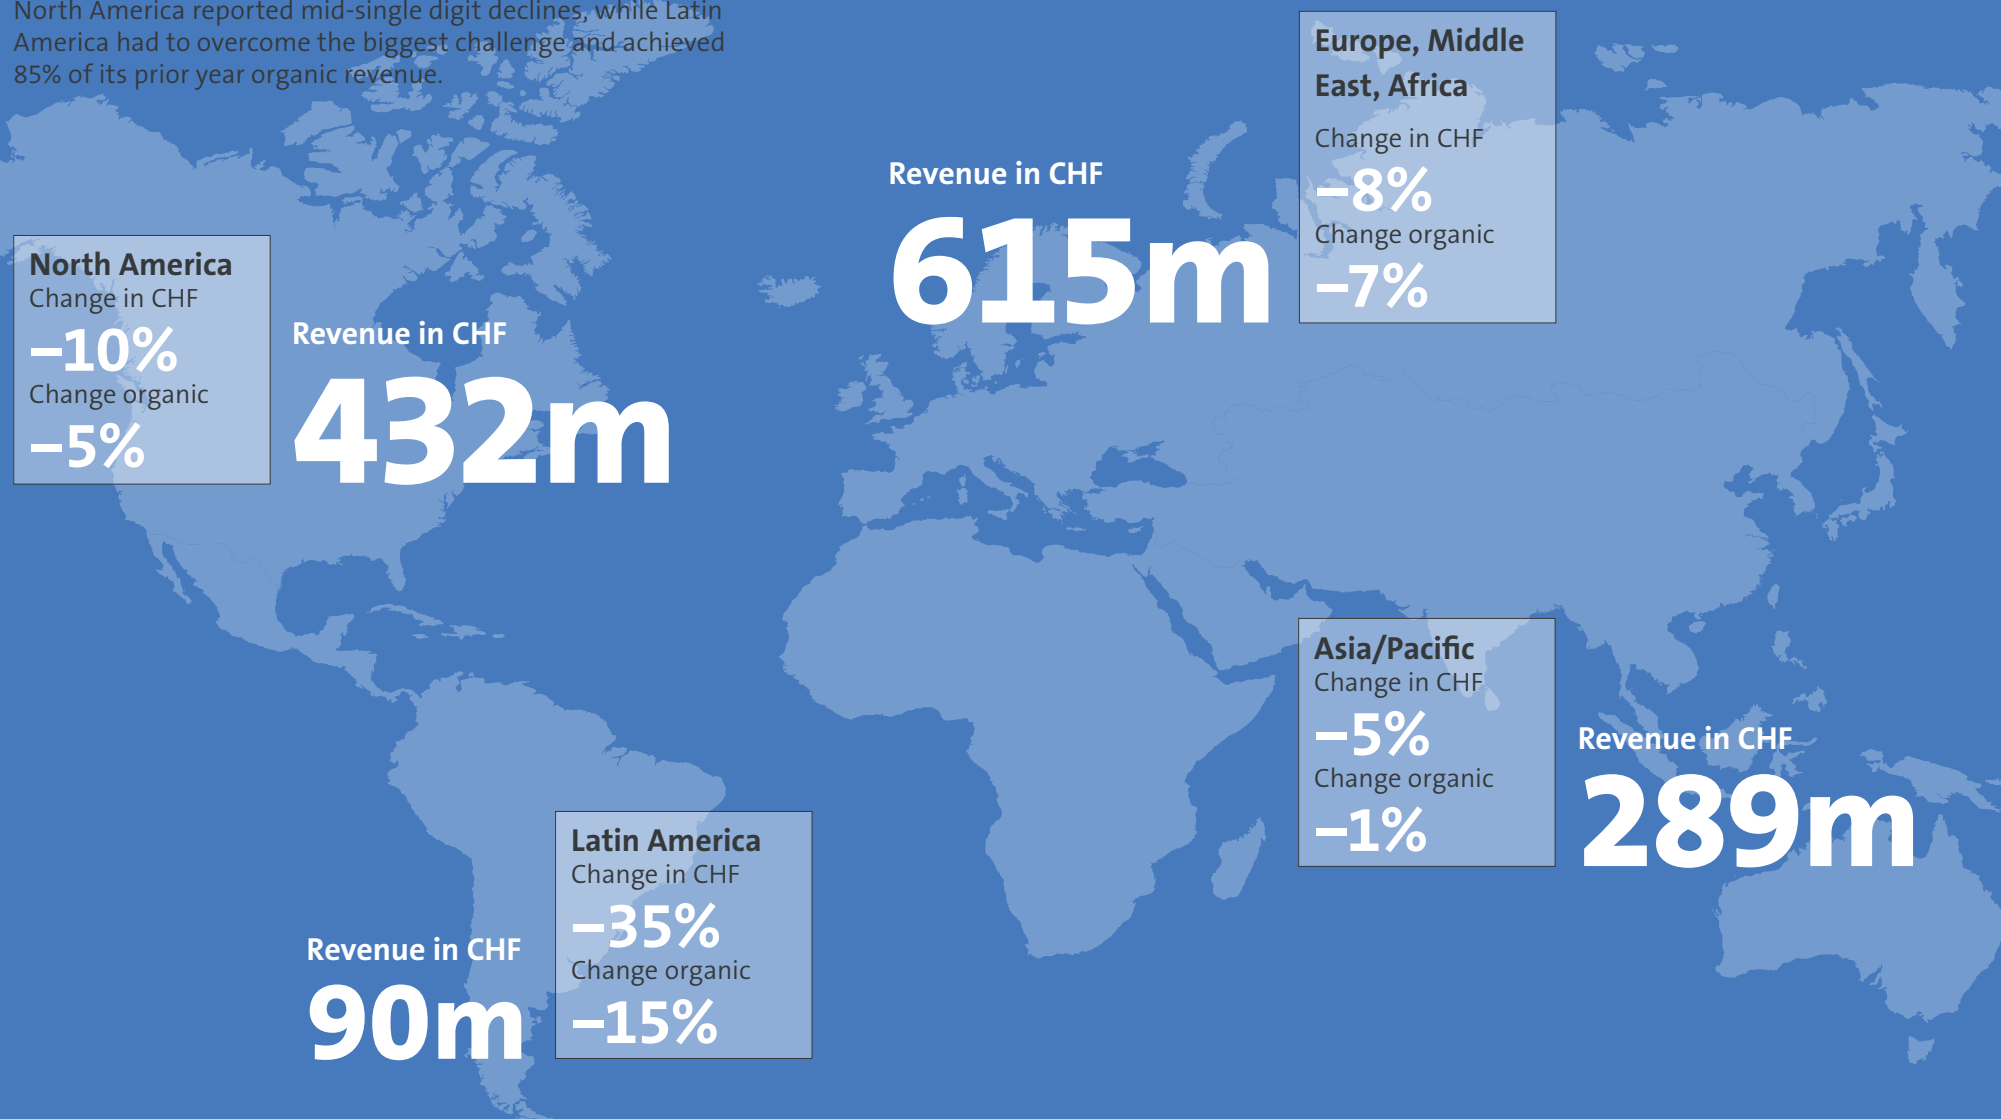 North America reported mid-single digit declines, while Latin
America had to overcome the biggest challenge and achieved
85% of its prior year organic revenue.
North America
Change in CHF
–10%
Change organic
–5%
Revenue in CHF
432m
Revenue in CHF
615m
Europe, Middle
East, Africa
Change in CHF
–8%
Change organic
–7%
Asia/Pacific
Change in CHF
–5%
Change organic
–1%
Revenue in CHF
289m
Revenue in CHF
90m
Latin America
Change in CHF
–35%
Change organic
–15%